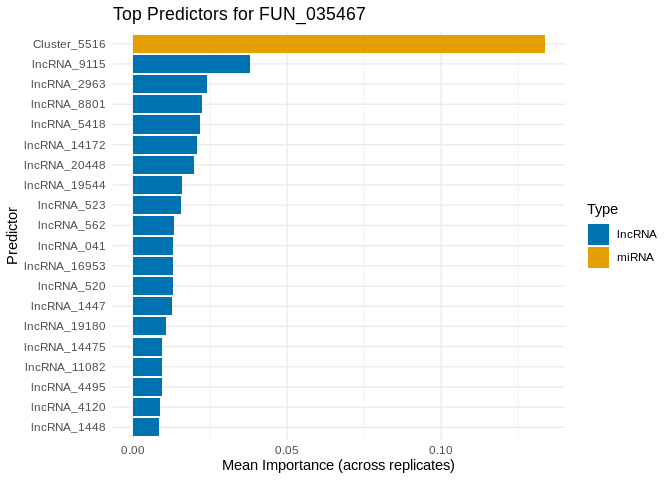 Top Predictors for FUN_035467
Predictor
Cluster_5516
lncRNA_9115
lncRNA_2963
lncRNA_8801
lncRNA_5418
lncRNA_14172
lncRNA_20448
lncRNA_19544
lncRNA_523
lncRNA_562
lncRNA_041
lncRNA_16953
lncRNA_520
lncRNA_1447
lncRNA_19180
lncRNA_14475
lncRNA_11082
lncRNA_4495
lncRNA_4120
lncRNA_1448
0.00 0.05 0.10
Mean Importance (across replicates)
Type
lncRNA
miRNA